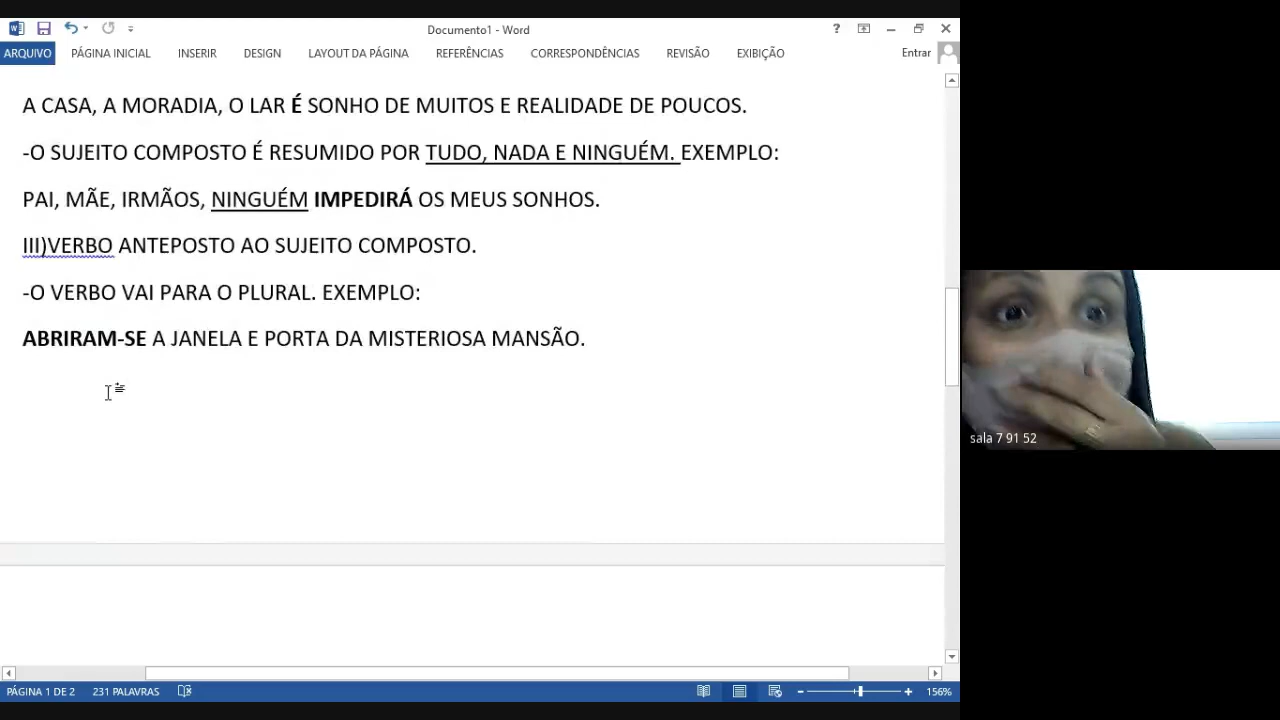 Documento1 - Word
?
ARQUIVO PÁGINA INICIAL INSERIR DESIGN LAYOUT DA PÁGINA REFERÊNCIAS CORRESPONDÊNCIAS REVISÃO EXIBIÇÃO Entrar
A CASA, A MORADIA, O LAR É SONHO DE MUITOS E REALIDADE DE POUCOS.
-O SUJEITO COMPOSTO É RESUMIDO POR TUDO, NADA E NINGUÉM. EXEMPLO:
PAI, MÃE, IRMÃOS, NINGUÉM IMPEDIRÁ OS MEUS SONHOS.
III)VERBO ANTEPOSTO AO SUJEITO COMPOSTO.
-O VERBO VAI PARA O PLURAL. EXEMPLO:
ABRIRAM-SE A JANELA E PORTA DA MISTERIOSA MANSÃO.
sala 7 91 52
PÁGINA 1 DE 2 231 PALAVRAS 156%